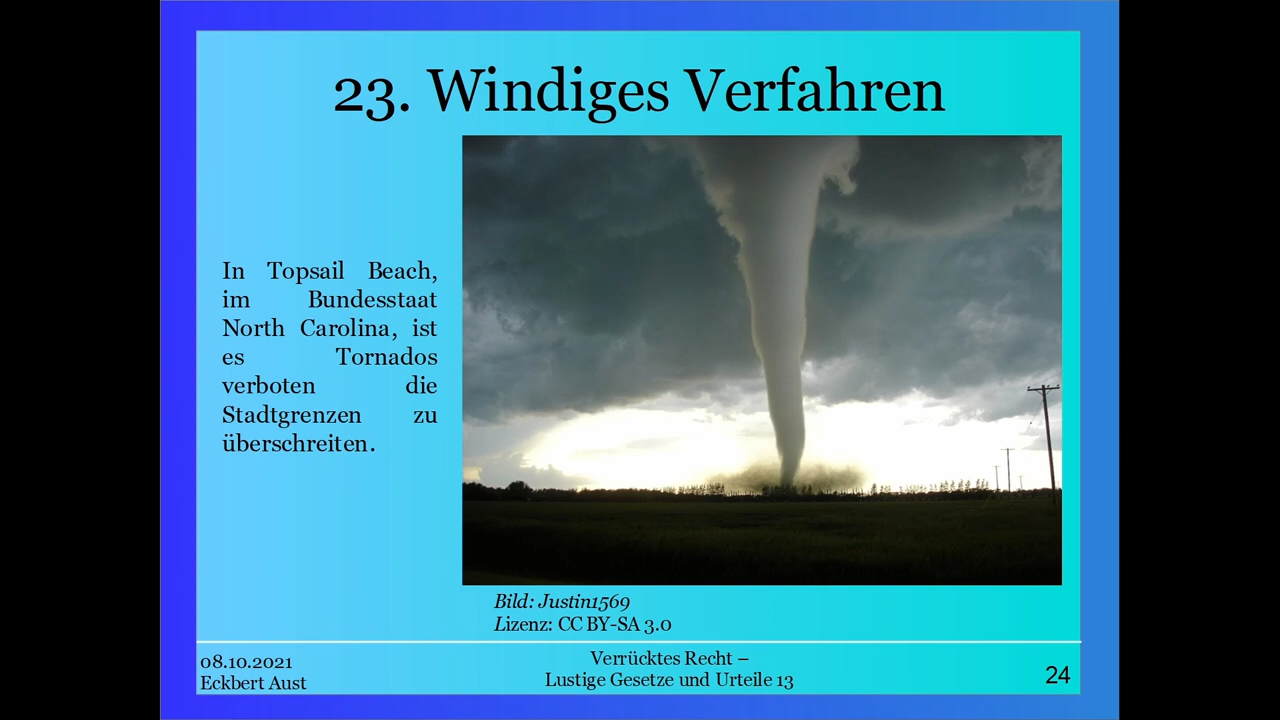 23. Windiges Verfahren
In Topsail Beach,
im Bundesstaat
North Carolina, ist
es Tornados
verboten die
Stadtgrenzen zu
überschreiten.
Bild: Justin1569
Lizenz: CC BY-SA 3.0
08.10.2021
Eckbert Aust
Verrücktes Recht –
Lustige Gesetze und Urteile 13
24